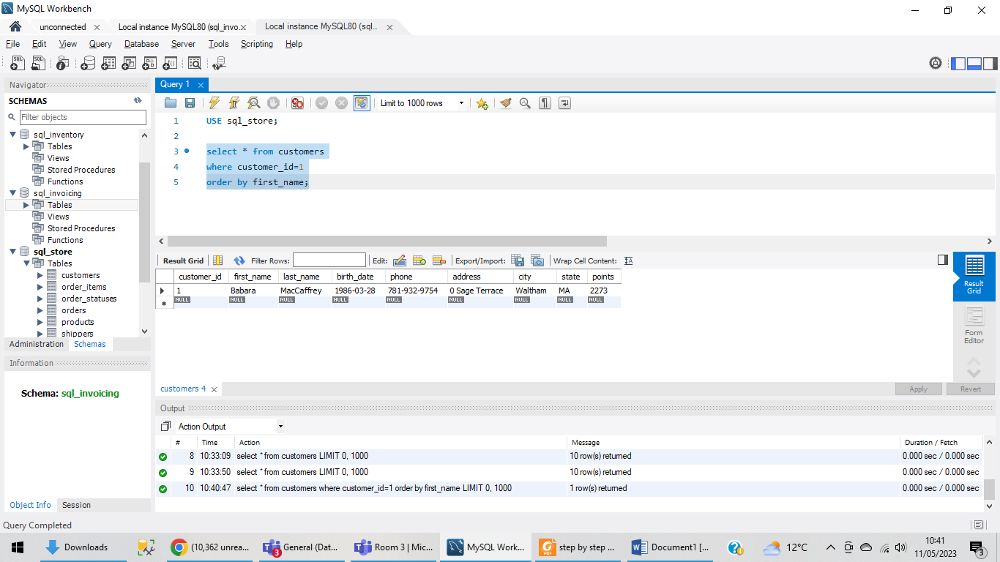 MySQL Workbench
unconnected
Local instance MySQL80 (sql_invo...
Local instance MySQL80 (sql_...
File Edit View Query Database Server Tools Scripting Help
Navigator
SCHEMAS
Filter objects
sql_inventory
Tables
Views
Stored Procedures
Functions
sql_invoicing
Tables
Views
Stored Procedures
Functions
sql_store
Tables
customers
order_items
order_statuses
orders
products
shippers
Administration Schemas
Information
Schema: sql_invoicing
Object Info Session
Query 1
Limit to 1000 rows
1 USE sql_store;
2
3 select * from customers
4 where customer_id=1
5 order by first_name;
Result Grid Filter Rows: Edit: Export/Import: Wrap Cell Content:
customer_id first_name last_name birth_date phone address city state points
1 Babara MacCaffrey 1986-03-28 781-932-9754 0 Sage Terrace Waltham MA 2273
NULL NULL NULL NULL NULL NULL NULL NULL NULL
Result Grid
Form Editor
customers 4
Apply Revert
Output
Action Output
# Time Action Message Duration / Fetch
8 10:33:09 select * from customers LIMIT 0, 1000 10 row(s) returned 0.000 sec / 0.000 sec
9 10:33:50 select * from customers LIMIT 0, 1000 10 row(s) returned 0.000 sec / 0.000 sec
10 10:40:47 select * from customers where customer_id=1 order by first_name LIMIT 0, 1000 1 row(s) returned 0.000 sec / 0.000 sec
Query Completed
Downloads
(10,362 unrea...
General (Dat...
3
Room 3 | Mic...
MySQL Work...
step by step ...
Document1 [...
12°C
10:41
11/05/2023
3